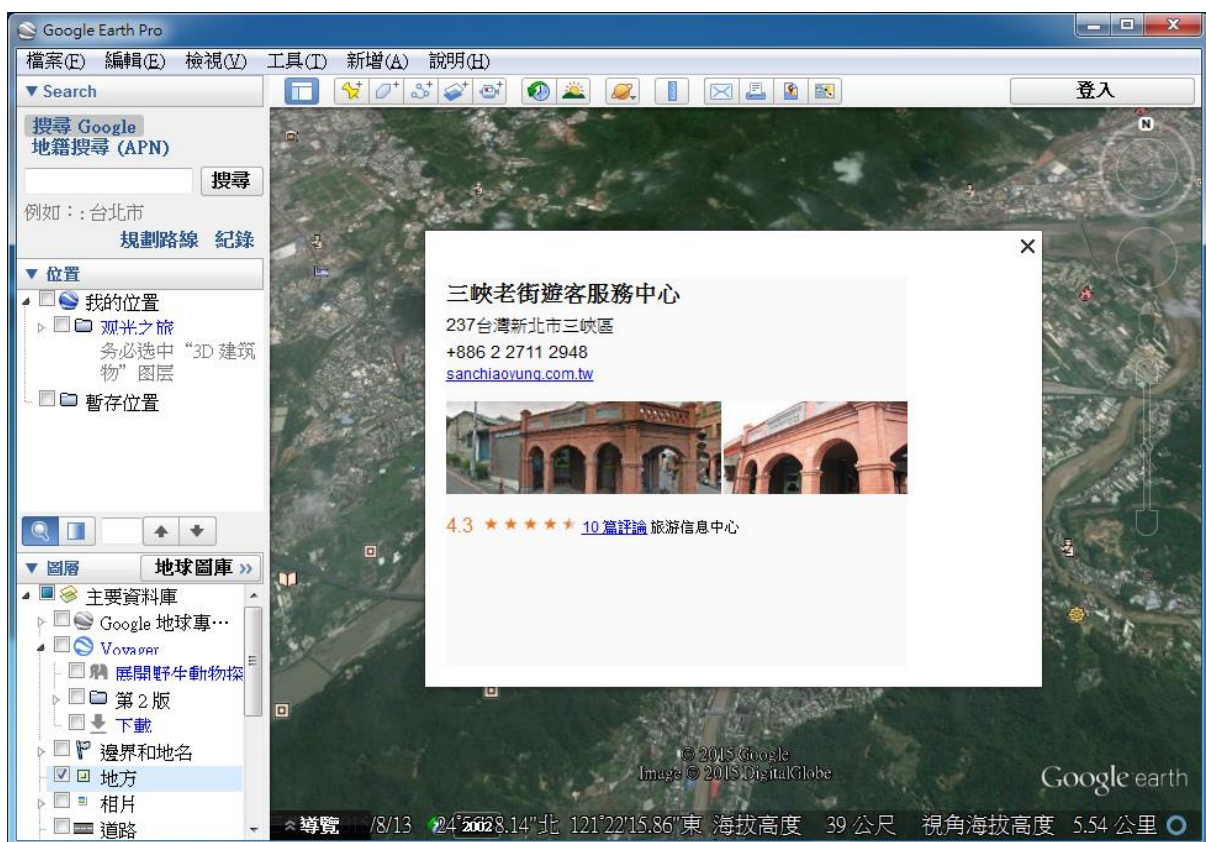 Google Earth Pro
檔案(F) 編輯(E) 檢視(V) 工具(T) 新增(A) 說明(H)
Search
登入
搜尋 Google
地籍搜尋 (APN)
搜尋
例如：: 台北市
規劃路線 紀錄
位置
我的位置
观光之旅
务必选中“3D 建筑
物”图层
暫存位置
圖層
地球圖庫 »
主要資料庫
Google 地球專…
Voyager
展開野生動物探
第 2 版
下載
邊界和地名
地方
相片
道路
N
三峽老街遊客服務中心
237台灣新北市三峽區
+886 2 2711 2948
sanchiaoyung.com.tw
4.3 ★★★★★ 10 篇評論 旅游信息中心
© 2015 Google
Image © 2015 DigitalGlobe
Google earth
導覽 /8/13 2002 8.14"北 121°22'15.86"東 海拔高度 39 公尺 視角海拔高度 5.54 公里